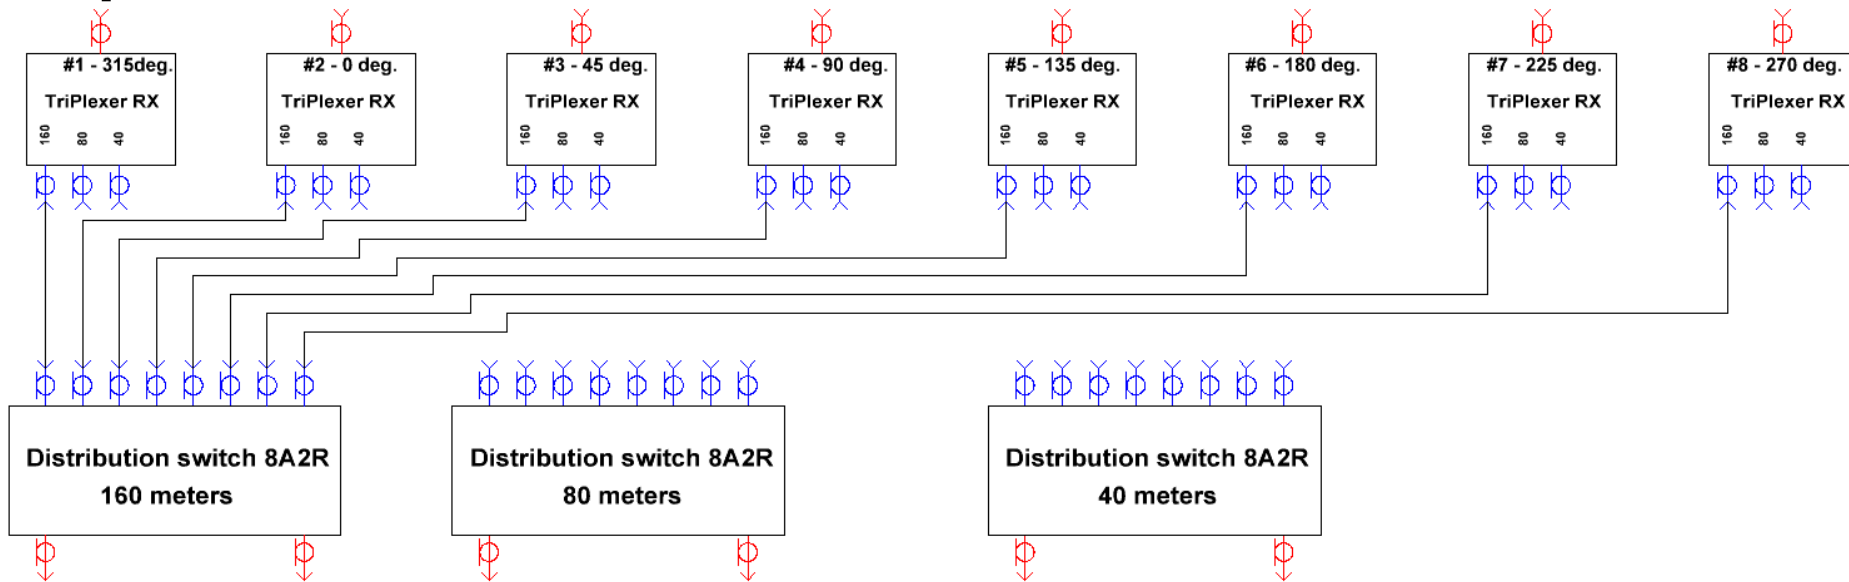 #1 - 315deg.
TriPlexer RX
160 80 40
#2 - 0 deg.
TriPlexer RX
160 80 40
#3 - 45 deg.
TriPlexer RX
160 80 40
#4 - 90 deg.
TriPlexer RX
160 80 40
#5 - 135 deg.
TriPlexer RX
160 80 40
#6 - 180 deg.
TriPlexer RX
160 80 40
#7 - 225 deg.
TriPlexer RX
160 80 40
#8 - 270 deg.
TriPlexer RX
160 80 40
Distribution switch 8A2R
160 meters
Distribution switch 8A2R
80 meters
Distribution switch 8A2R
40 meters